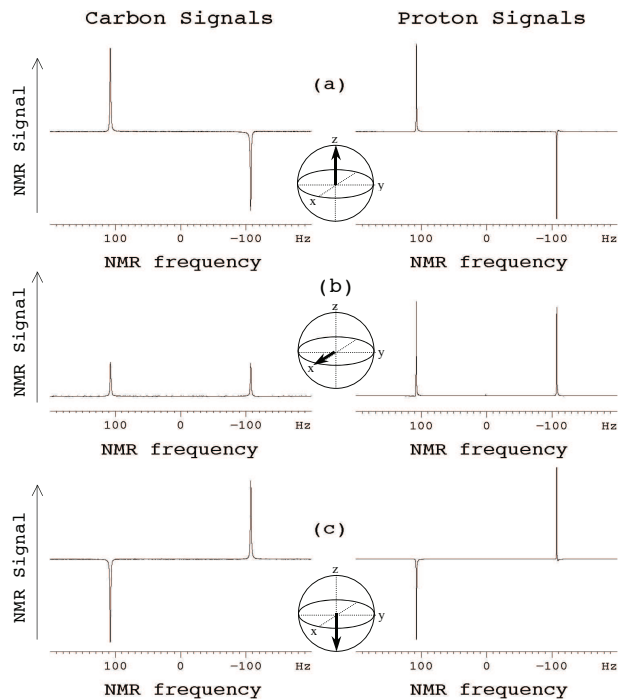 Carbon Signals Proton Signals
NMR Signal
(a)
z
y
x
100 0 −100 Hz
100 0 −100 Hz
NMR frequency NMR frequency
NMR Signal
(b)
z
y
x
100 0 −100 Hz
100 0 −100 Hz
NMR frequency NMR frequency
NMR Signal
(c)
z
y
x
100 0 −100 Hz
100 0 −100 Hz
NMR frequency NMR frequency